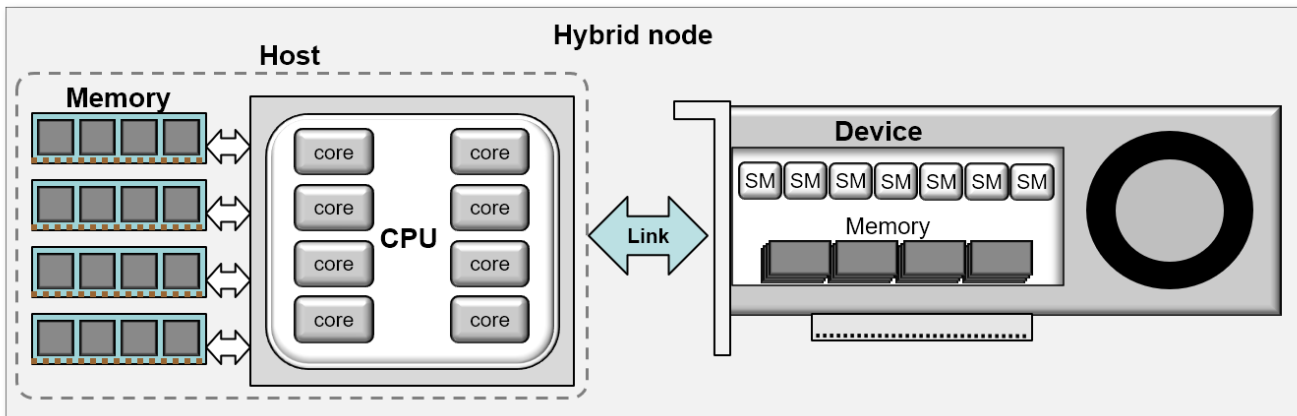 Hybrid node
Host
Memory
core core
core core
CPU
core core
core core
Link
Device
SM SM SM SM SM SM SM
Memory